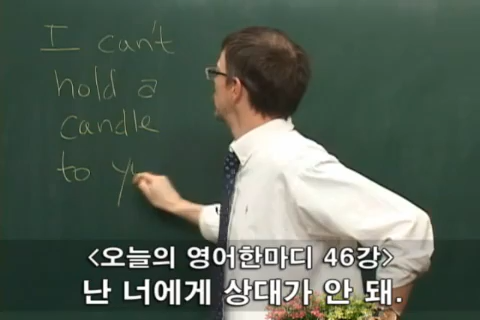 I can't
hold a
candle
to y
<오늘의 영어한마디 46강>
난 너에게 상대가 안 돼.